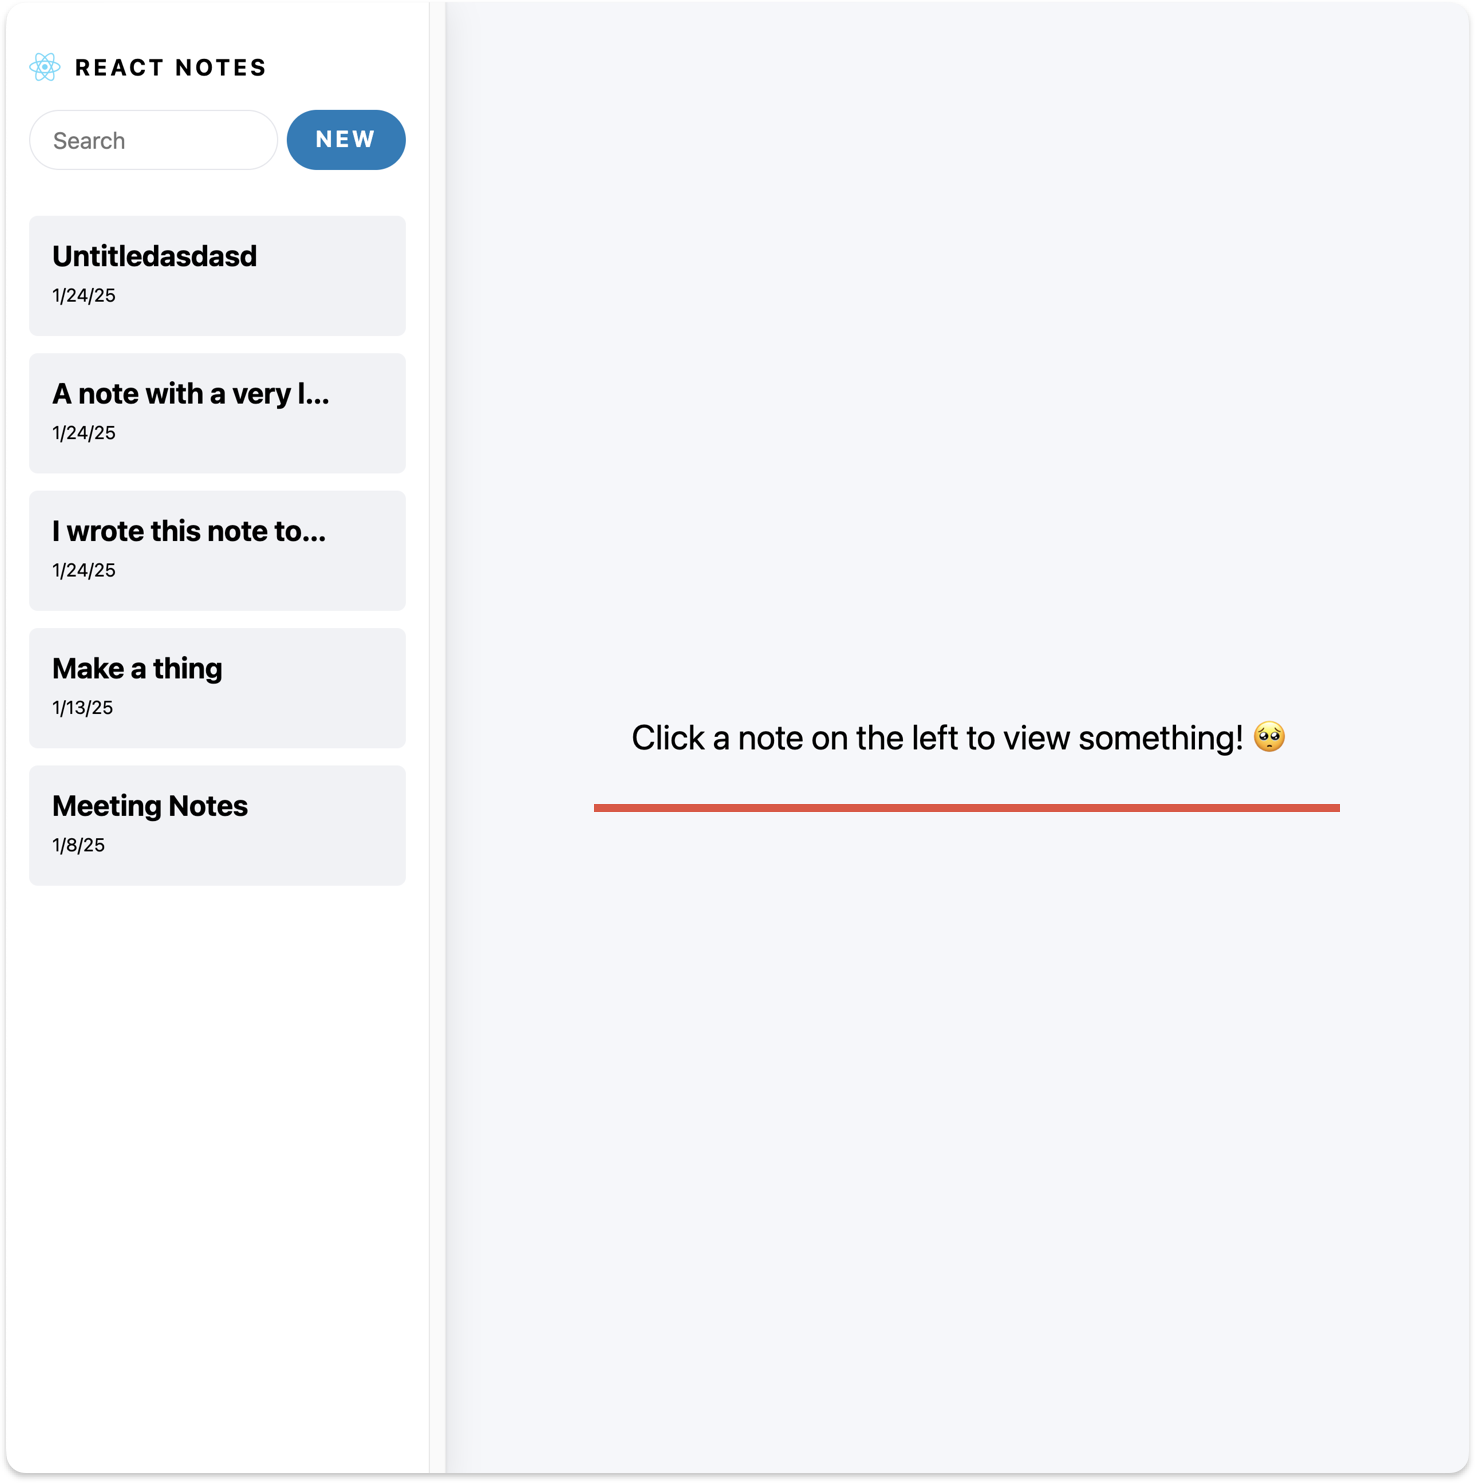 REACT NOTES
Search
NEW
Untitledasdasd
1/24/25
A note with a very l...
1/24/25
I wrote this note to...
1/24/25
Make a thing
1/13/25
Meeting Notes
1/8/25
Click a note on the left to view something! 🥺